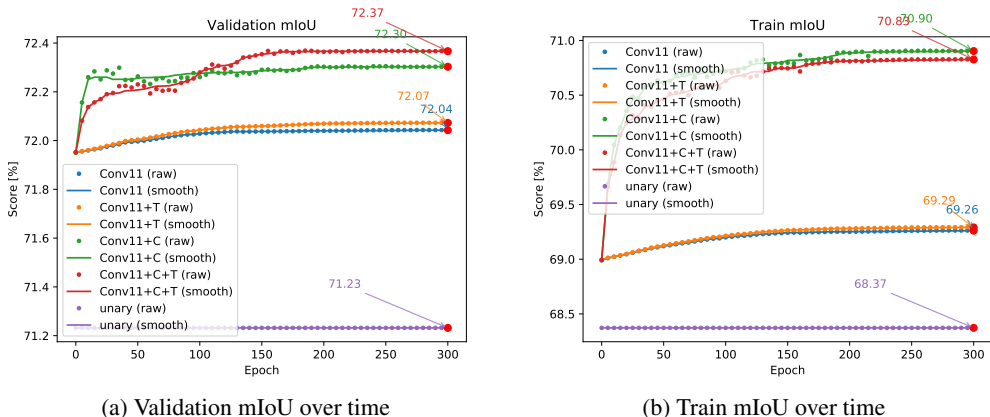 Validation mIoU
72.37
72.30
72.07
72.04
71.23
72.4
72.2
72.0
71.8
71.6
71.4
71.2
Score [%]
Conv11 (raw)
Conv11 (smooth)
Conv11+T (raw)
Conv11+T (smooth)
Conv11+C (raw)
Conv11+C (smooth)
Conv11+C+T (raw)
Conv11+C+T (smooth)
unary (raw)
unary (smooth)
0 50 100 150 200 250 300
Epoch
(a) Validation mIoU over time
Train mIoU
70.90
70.83
69.29
69.26
68.37
71.0
70.5
70.0
69.5
69.0
68.5
Score [%]
Conv11 (raw)
Conv11 (smooth)
Conv11+T (raw)
Conv11+T (smooth)
Conv11+C (raw)
Conv11+C (smooth)
Conv11+C+T (raw)
Conv11+C+T (smooth)
unary (raw)
unary (smooth)
0 50 100 150 200 250 300
Epoch
(b) Train mIoU over time